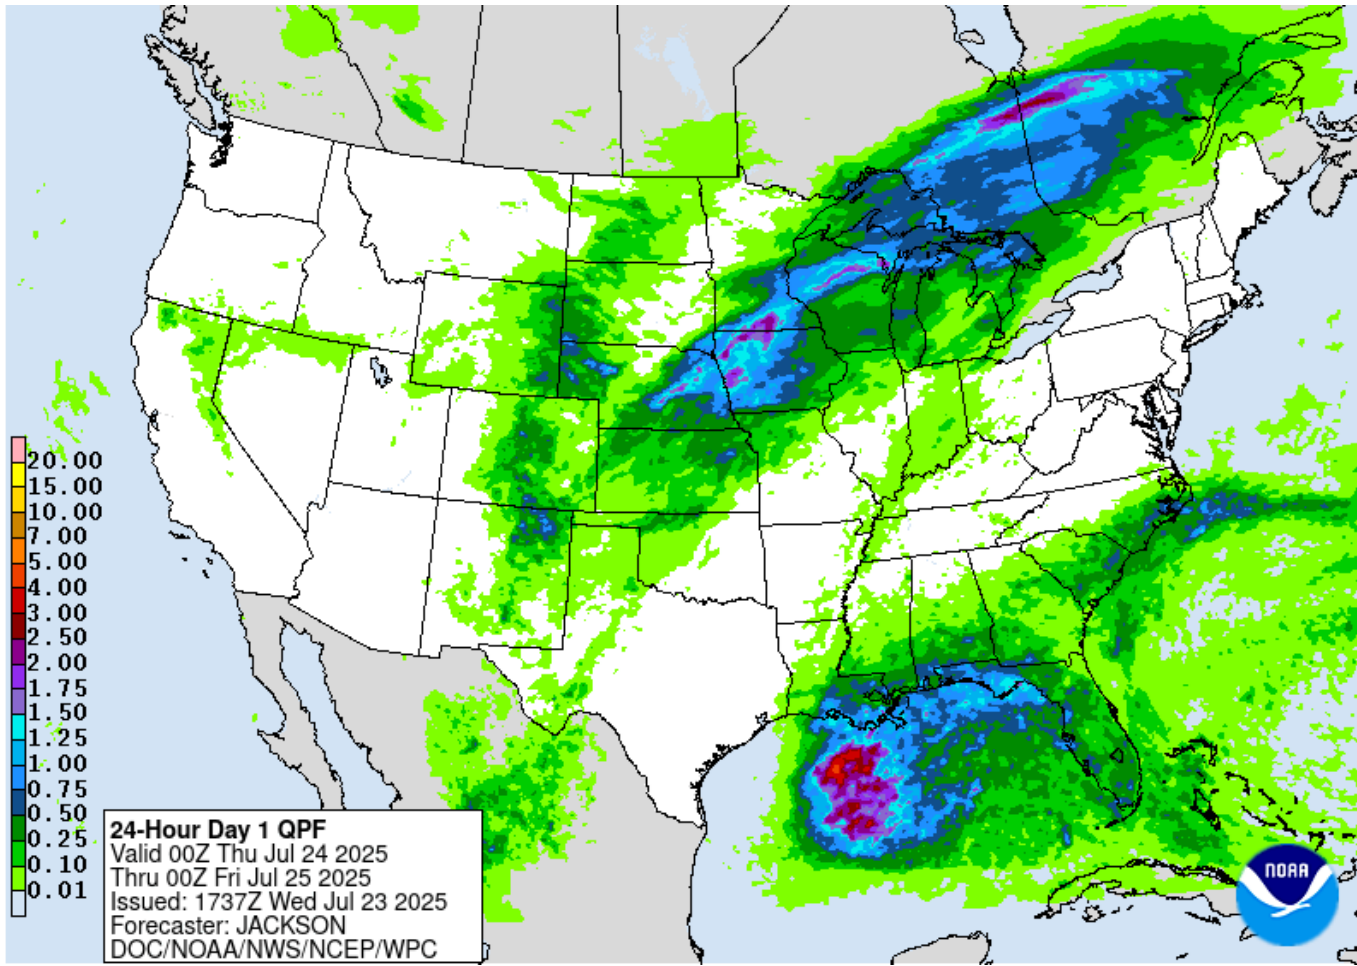 20.00
15.00
10.00
7.00
5.00
4.00
3.00
2.50
2.00
1.75
1.50
1.25
1.00
0.75
0.50
0.25
0.10
0.01
24-Hour Day 1 QPF
Valid 00Z Thu Jul 24 2025
Thru 00Z Fri Jul 25 2025
Issued: 1737Z Wed Jul 23 2025
Forecaster: JACKSON
DOC/NOAA/NWS/NCEP/WPC
NOAA